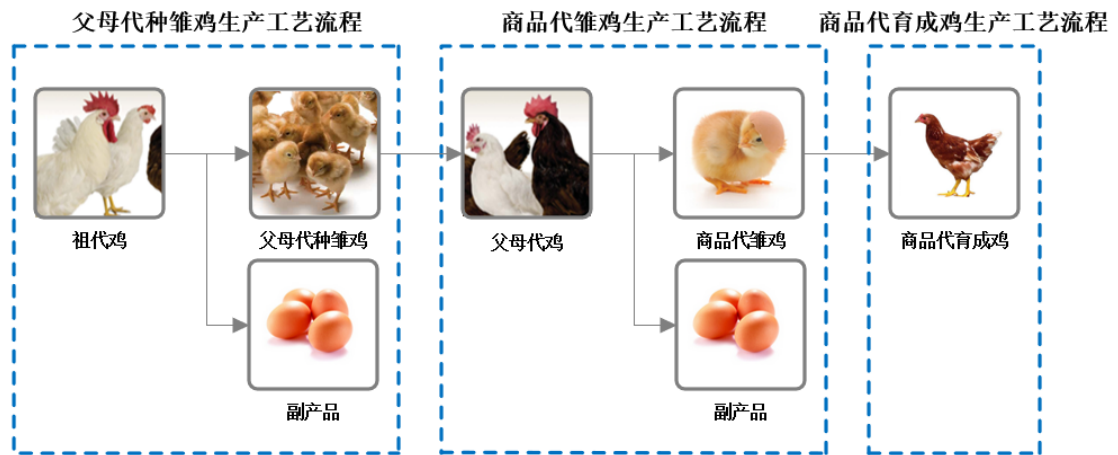 父母代种雏鸡生产工艺流程
商品代雏鸡生产工艺流程
商品代育成鸡生产工艺流程
祖代鸡
父母代种雏鸡
父母代鸡
商品代雏鸡
商品代育成鸡
副产品
副产品